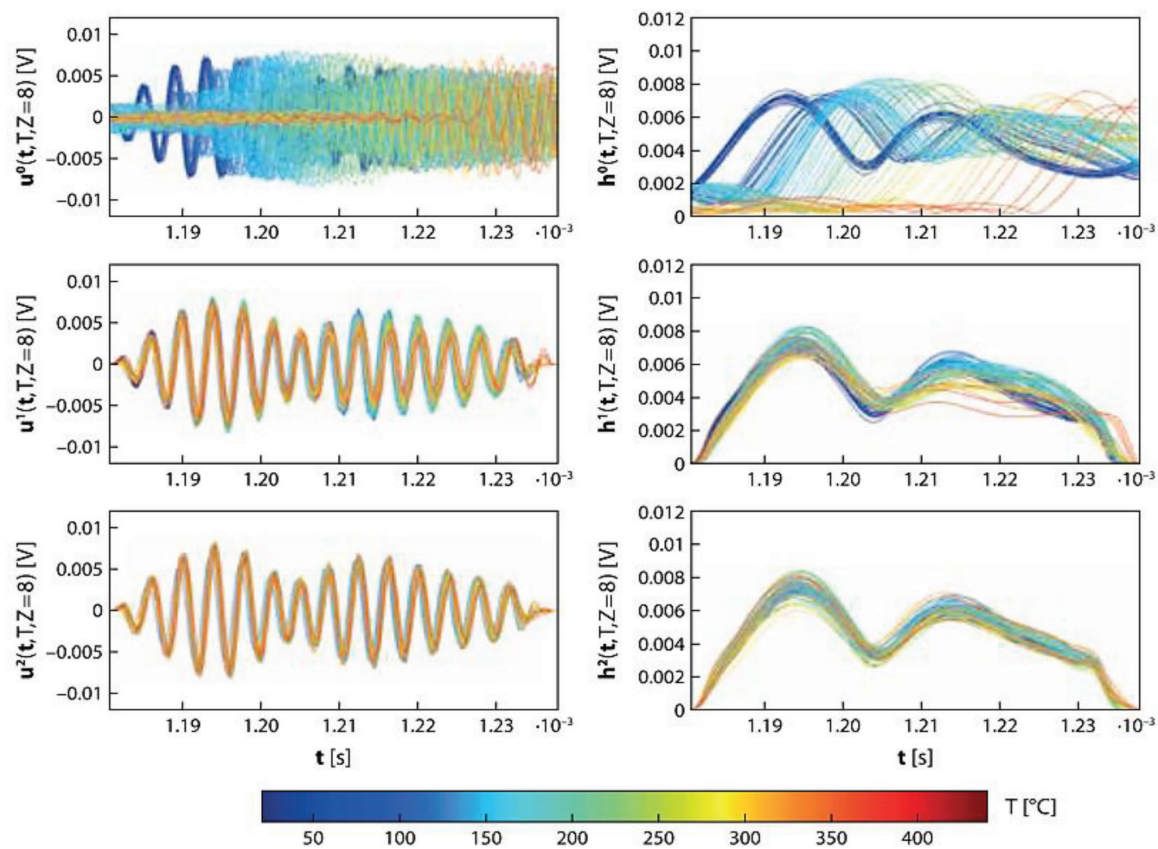 u⁰(t,T,Z=8) [V]
0.01
0.005
0
−0.005
−0.01
1.19 1.20 1.21 1.22 1.23 ·10⁻³
h⁰(t,T,Z=8) [V]
0.012
0.01
0.008
0.006
0.004
0.002
0
1.19 1.20 1.21 1.22 1.23 ·10⁻³
u¹(t,T,Z=8) [V]
0.01
0.005
0
−0.005
−0.01
1.19 1.20 1.21 1.22 1.23 ·10⁻³
h¹(t,T,Z=8) [V]
0.012
0.01
0.008
0.006
0.004
0.002
0
1.19 1.20 1.21 1.22 1.23 ·10⁻³
u²(t,T,Z=8) [V]
0.01
0.005
0
−0.005
−0.01
1.19 1.20 1.21 1.22 1.23 ·10⁻³
t [s]
h²(t,T,Z=8) [V]
0.012
0.01
0.008
0.006
0.004
0.002
0
1.19 1.20 1.21 1.22 1.23 ·10⁻³
t [s]
T [°C]
50 100 150 200 250 300 350 400